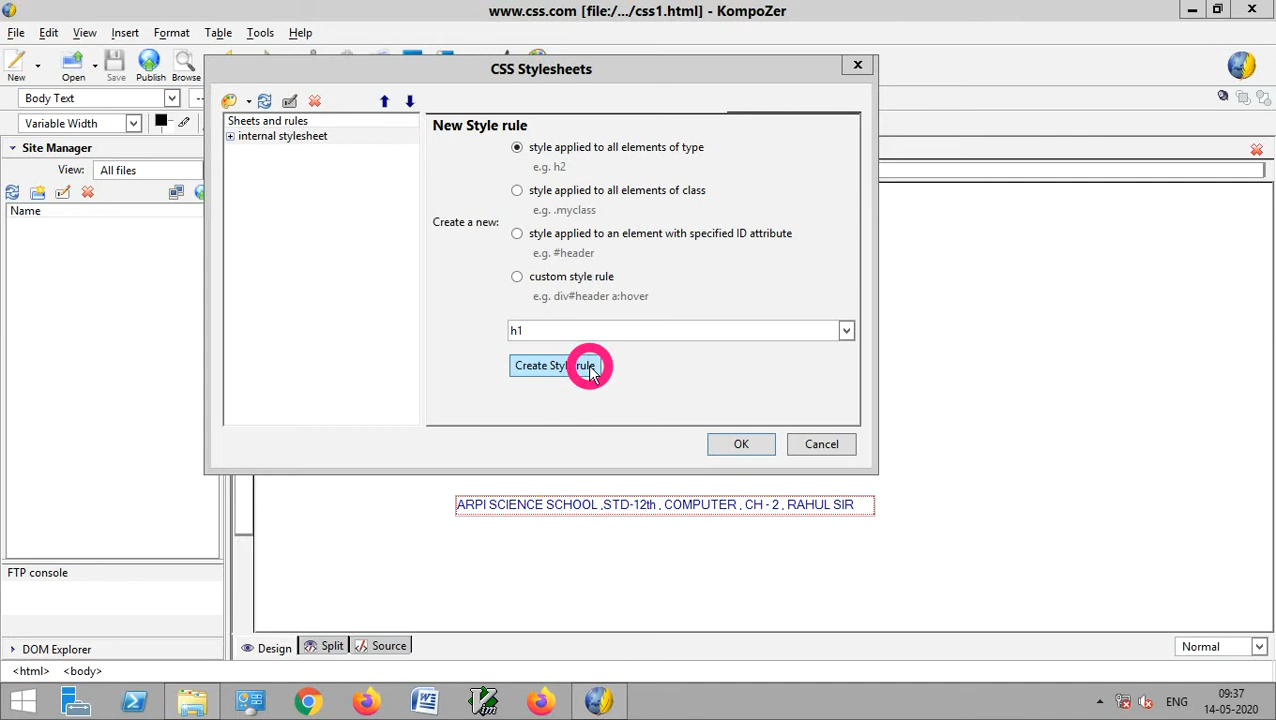 www.css.com [file:/.../css1.html] - KompoZer
File Edit View Insert Format Table Tools Help
CSS Stylesheets
New Open Save Publish Browse
Body Text
Variable Width
Site Manager
View: All files
Name
Sheets and rules
internal stylesheet
New Style rule
style applied to all elements of type
e.g. h2
style applied to all elements of class
e.g. .myclass
Create a new:
style applied to an element with specified ID attribute
e.g. #header
custom style rule
e.g. div#header a:hover
h1
Create Style rule
OK Cancel
ARPI SCIENCE SCHOOL ,STD-12th , COMPUTER , CH - 2 , RAHUL SIR
FTP console
DOM Explorer
Design Split Source
Normal
<html> <body>
ENG
09:37
14-05-2020